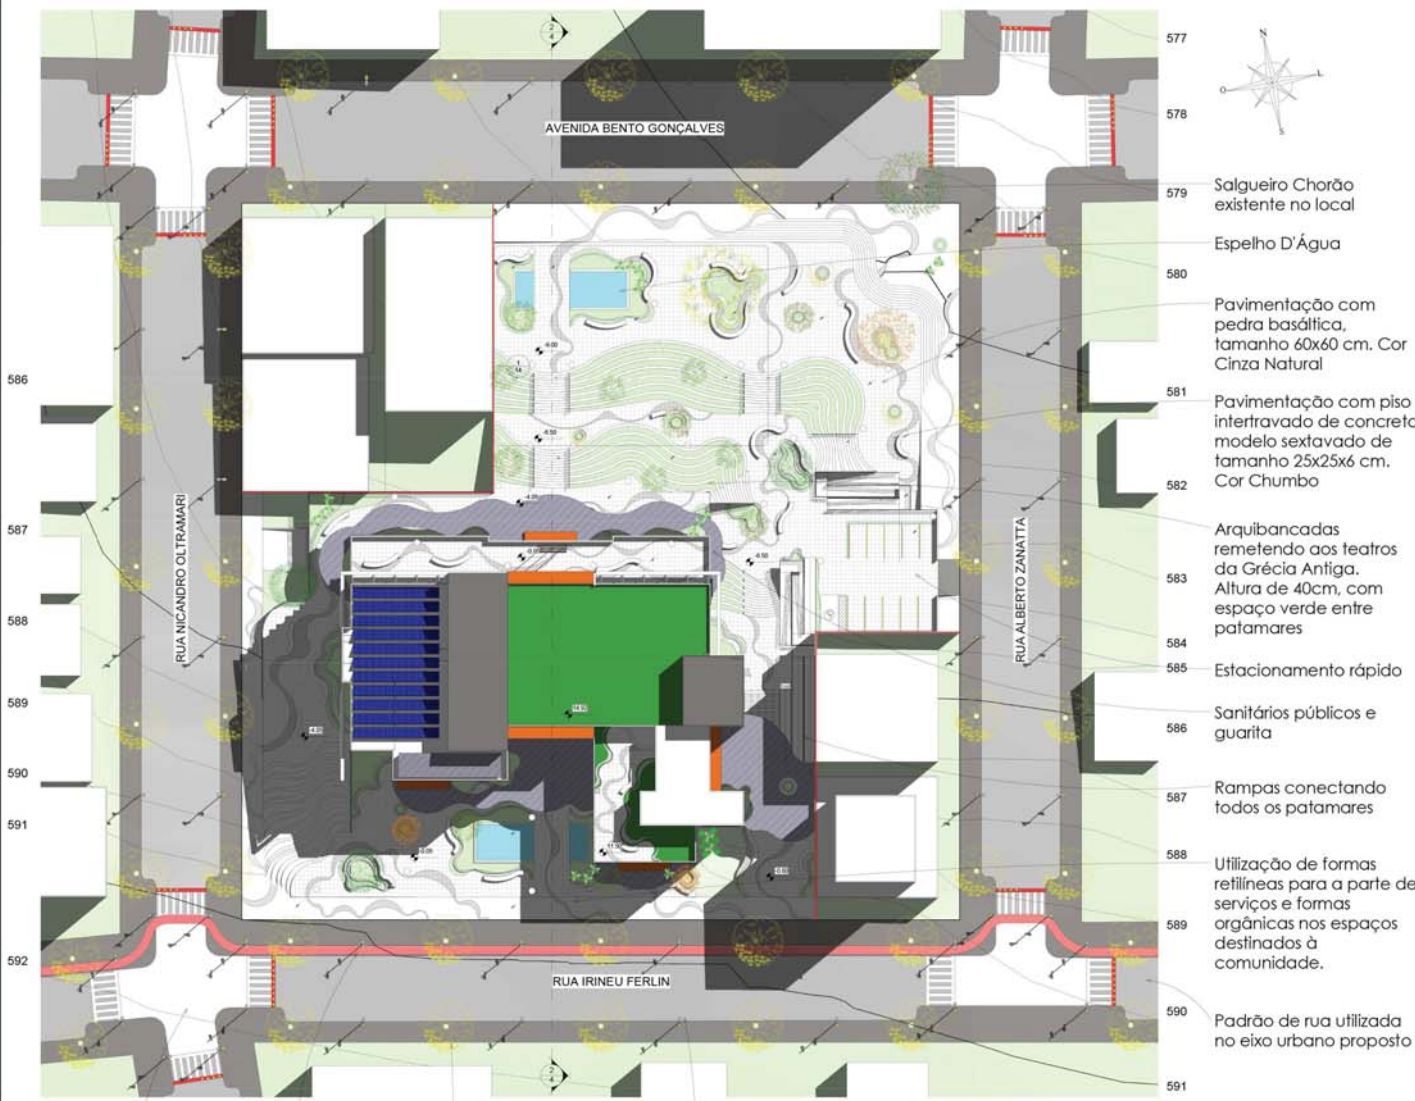 2
4
577
N
L
O
S
578
AVENIDA BENTO GONÇALVES
579
Salgueiro Chorão
existente no local
Espelho D'Água
580
Pavimentação com
pedra basáltica,
tamanho 60x60 cm. Cor
Cinza Natural
586
581
Pavimentação com piso
intertravado de concreto
modelo sextavado de
tamanho 25x25x6 cm.
Cor Chumbo
582
587
RUA NICANDRO OLTRAMARI
RUA ALBERTO ZANATTA
Arquibancadas
remetendo aos teatros
da Grécia Antiga.
Altura de 40cm, com
espaço verde entre
patamares
583
588
584
585
Estacionamento rápido
589
586
Sanitários públicos e
guarita
590
587
Rampas conectando
todos os patamares
591
588
Utilização de formas
retilíneas para a parte de
serviços e formas
orgânicas nos espaços
destinados à
comunidade.
589
592
RUA IRINEU FERLIN
590
Padrão de rua utilizada
no eixo urbano proposto
2
4
591